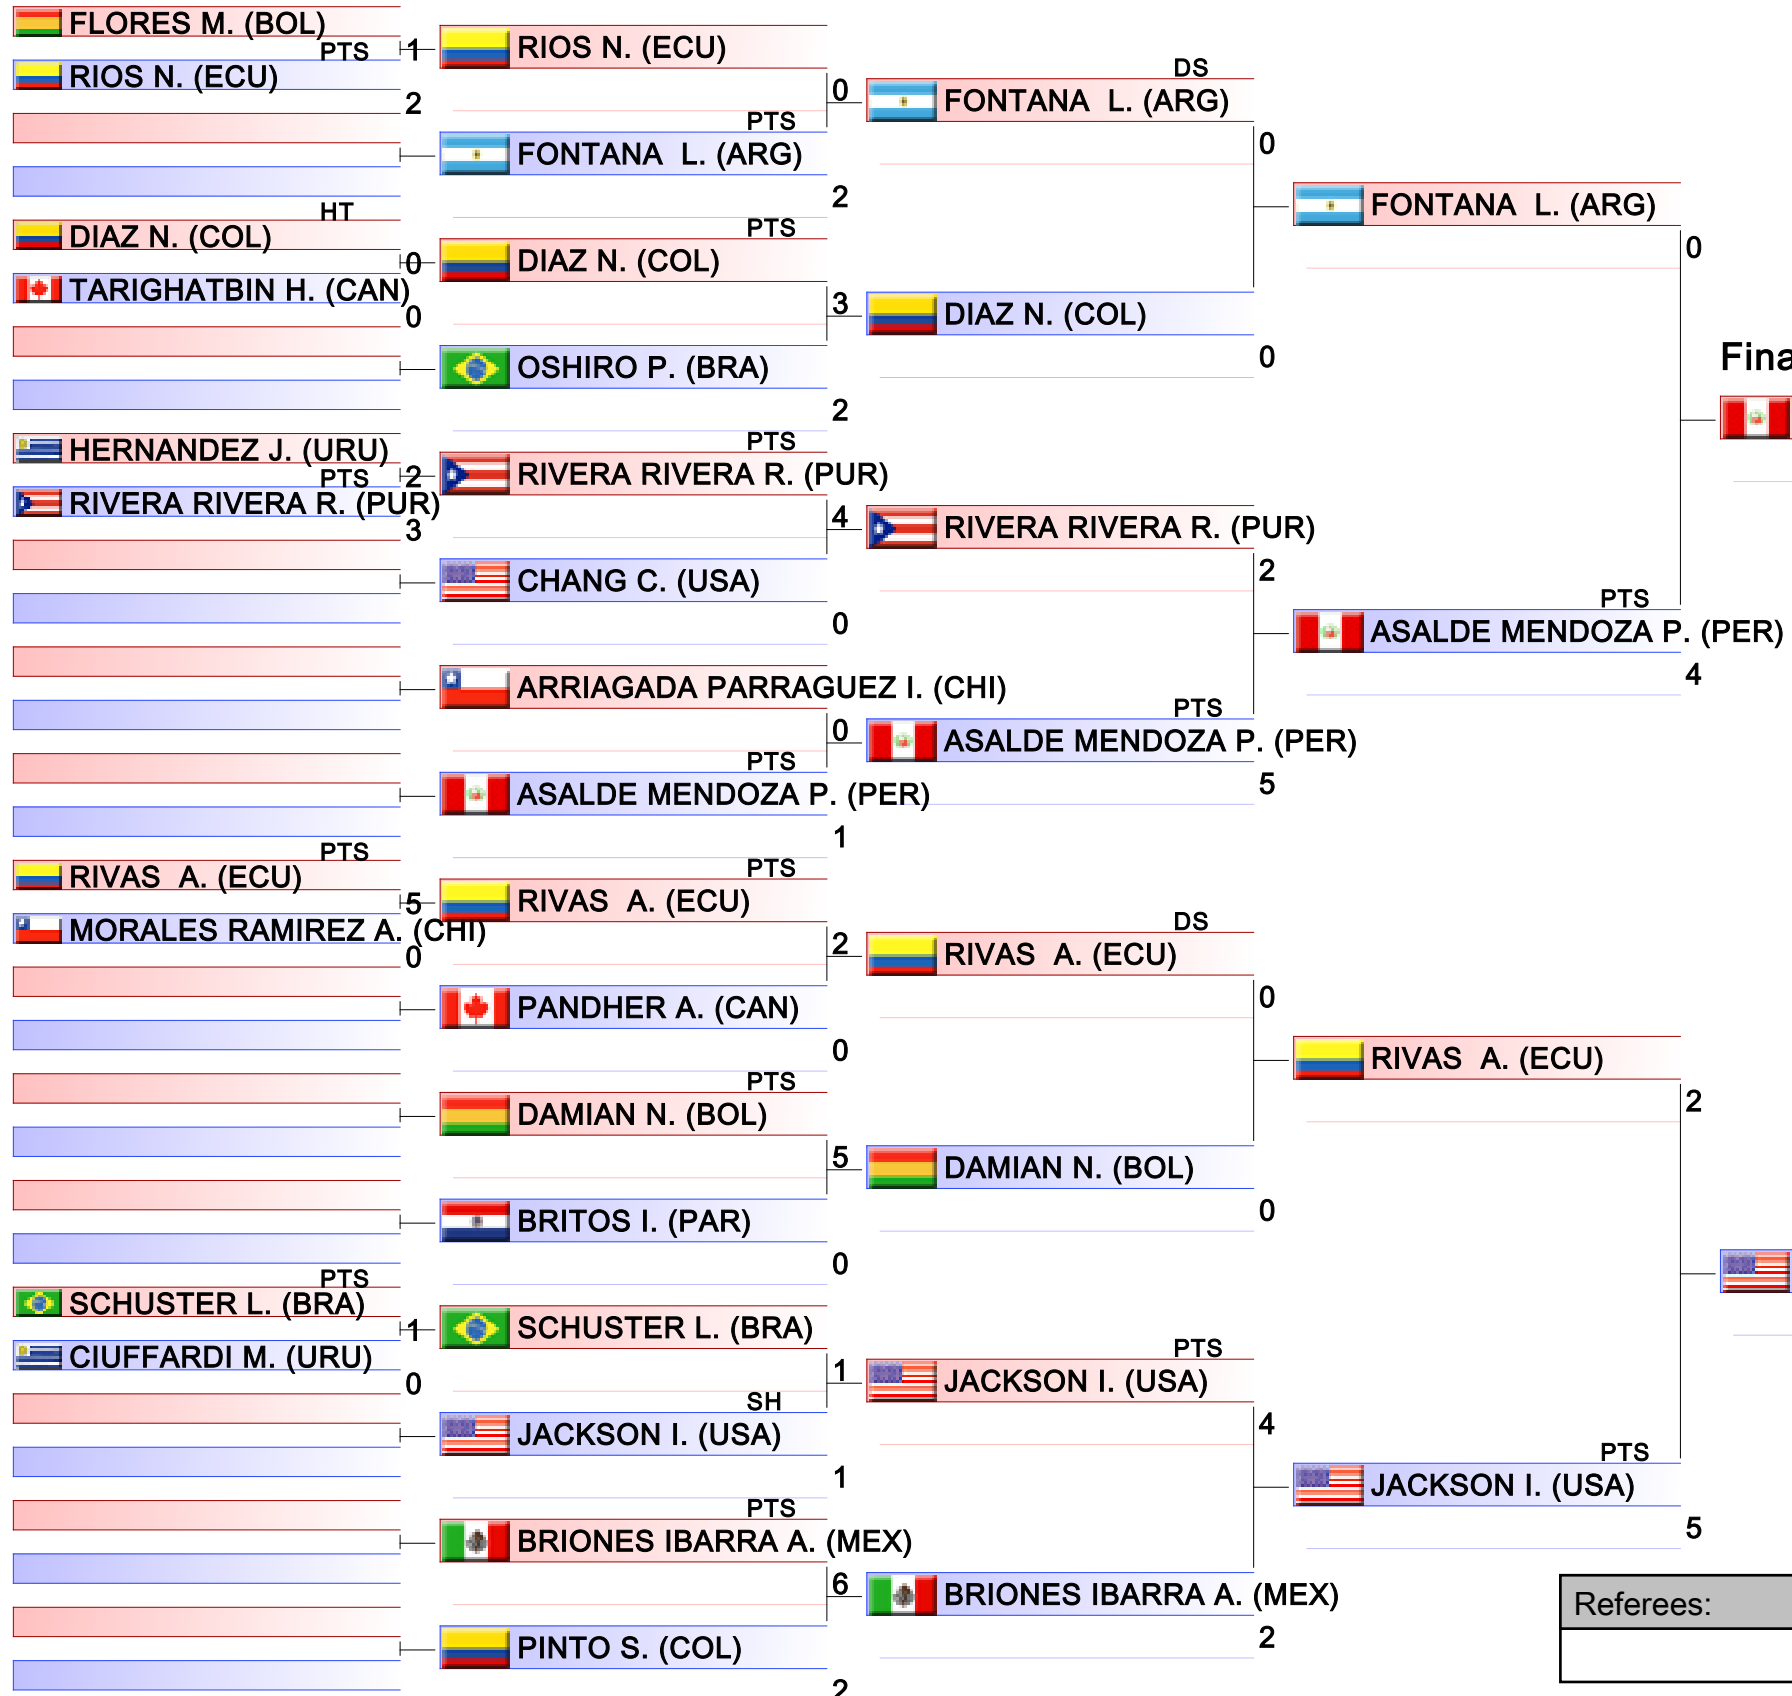 FLORES M. (BOL)
PTS
1
RIOS N. (ECU)
2
DIAZ N. (COL)
HT
0
TARIGHATBIN H. (CAN)
0
HERNANDEZ J. (URU)
PTS
2
RIVERA RIVERA R. (PUR)
3
RIVAS A. (ECU)
PTS
5
MORALES RAMIREZ A. (CHI)
0
SCHUSTER L. (BRA)
PTS
1
CIUFFARDI M. (URU)
0
RIOS N. (ECU)
0
PTS
FONTANA L. (ARG)
2
PTS
DIAZ N. (COL)
3
OSHIRO P. (BRA)
2
PTS
RIVERA RIVERA R. (PUR)
4
CHANG C. (USA)
0
ARRIAGADA PARRAGUEZ I. (CHI)
0
PTS
ASALDE MENDOZA P. (PER)
1
PTS
RIVAS A. (ECU)
2
PANDHER A. (CAN)
0
PTS
DAMIAN N. (BOL)
5
BRITOS I. (PAR)
0
SCHUSTER L. (BRA)
1
SH
JACKSON I. (USA)
1
PTS
BRIONES IBARRA A. (MEX)
6
PINTO S. (COL)
2
DS
FONTANA L. (ARG)
0
DIAZ N. (COL)
0
RIVERA RIVERA R. (PUR)
2
PTS
ASALDE MENDOZA P. (PER)
5
DS
RIVAS A. (ECU)
0
DAMIAN N. (BOL)
0
PTS
JACKSON I. (USA)
4
BRIONES IBARRA A. (MEX)
2
FONTANA L. (ARG)
0
PTS
ASALDE MENDOZA P. (PER)
4
RIVAS A. (ECU)
2
PTS
JACKSON I. (USA)
5
Fina
Referees: